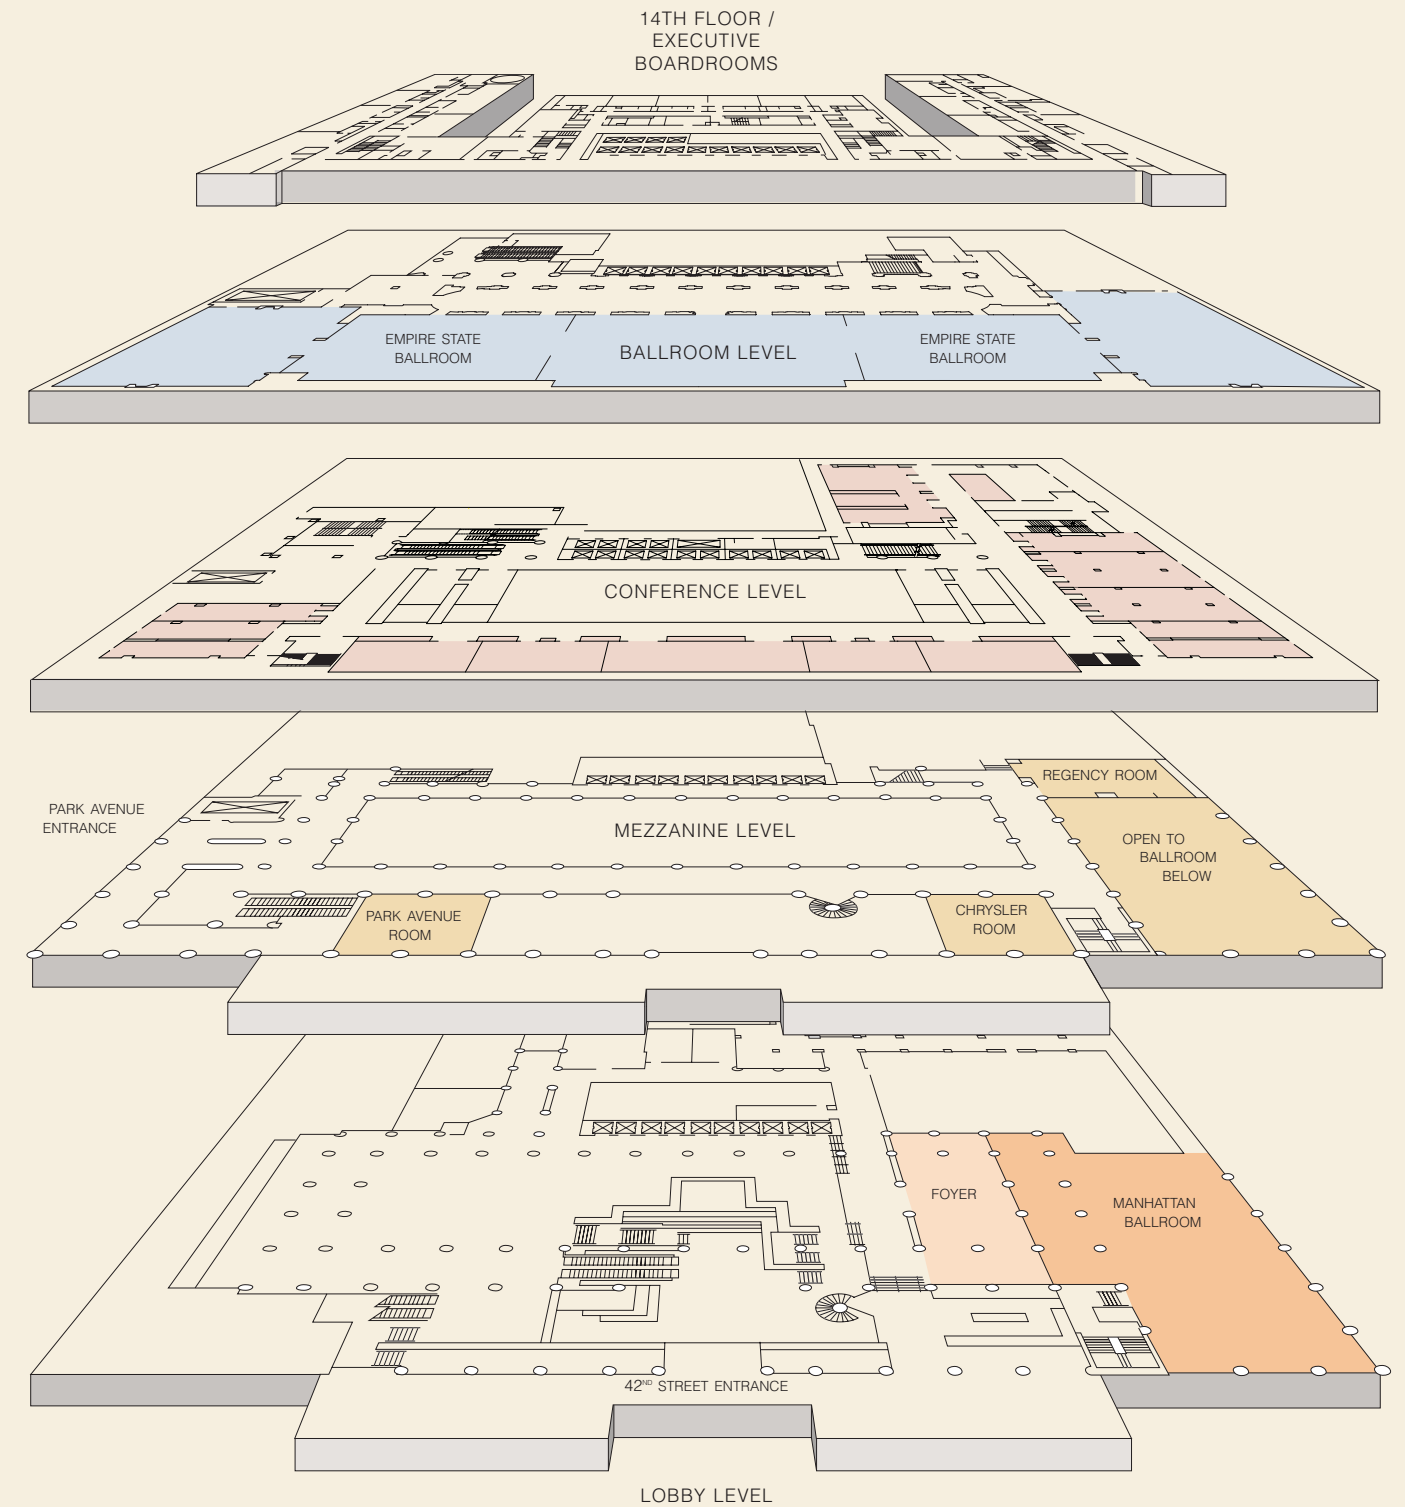 14TH FLOOR /
EXECUTIVE
BOARDROOMS
EMPIRE STATE
BALLROOM
BALLROOM LEVEL
EMPIRE STATE
BALLROOM
CONFERENCE LEVEL
PARK AVENUE
ENTRANCE
MEZZANINE LEVEL
REGENCY ROOM
OPEN TO
BALLROOM
BELOW
PARK AVENUE
ROOM
CHRYSLER
ROOM
FOYER
MANHATTAN
BALLROOM
42ND STREET ENTRANCE
LOBBY LEVEL